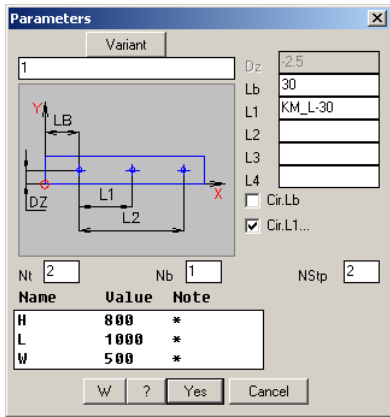 Parameters
Variant
1
Dz -2.5
Lb 30
L1 KM_L-30
L2
L3
L4
Y
LB
L1
X
DZ
L2
Cir.Lb
Cir.L1...
Nt 2 Nb 1 NStp 2
Name Value Note
H 800 *
L 1000 *
W 500 *
W ? Yes Cancel